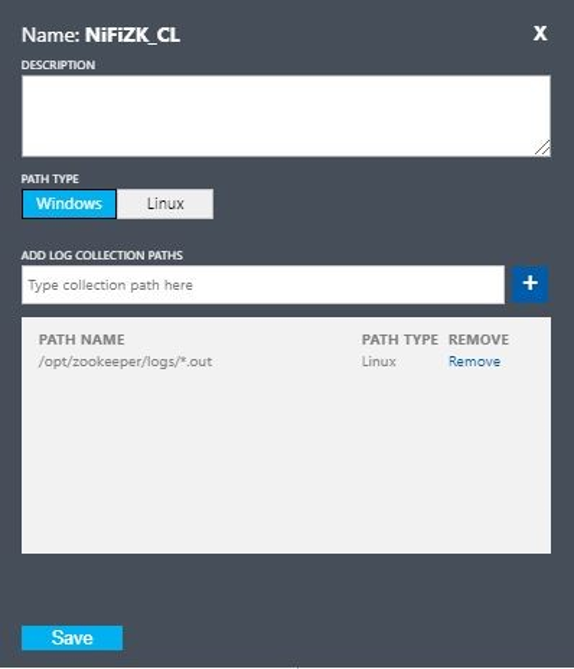 Name: NiFiZK_CL X
DESCRIPTION
PATH TYPE
Windows Linux
ADD LOG COLLECTION PATHS
Type collection path here +
PATH NAME PATH TYPE REMOVE
/opt/zookeeper/logs/*.out Linux Remove
Save